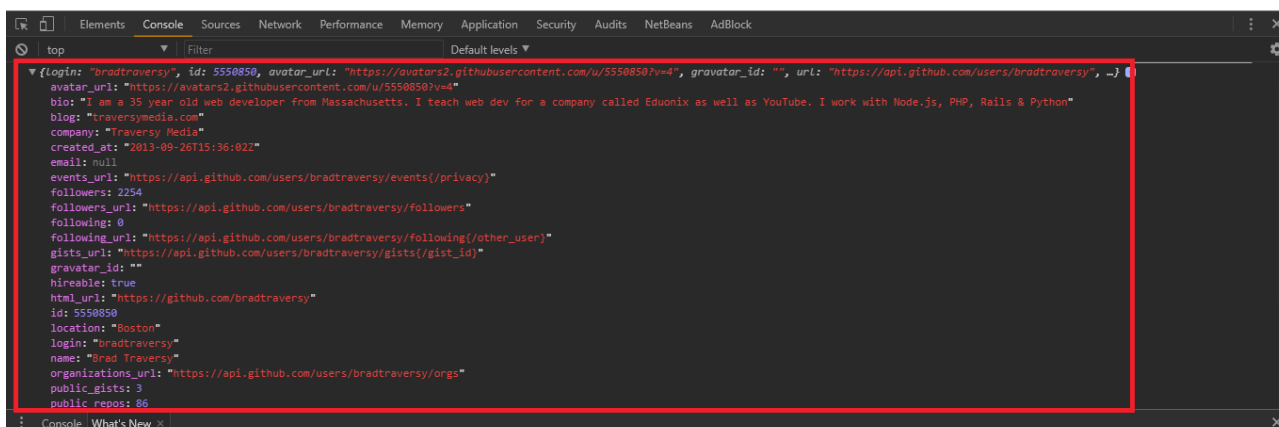 Elements Console Sources Network Performance Memory Application Security Audits NetBeans AdBlock
top Filter Default levels
{login: "bradtraversy", id: 5550850, avatar_url: "https://avatars2.githubusercontent.com/u/5550850?v=4", gravatar_id: "", url: "https://api.github.com/users/bradtraversy", …}
avatar_url: "https://avatars2.githubusercontent.com/u/5550850?v=4"
bio: "I am a 35 year old web developer from Massachusetts. I teach web dev for a company called Eduonix as well as YouTube. I work with Node.js, PHP, Rails & Python"
blog: "traversymedia.com"
company: "Traversy Media"
created_at: "2013-09-26T15:36:02Z"
email: null
events_url: "https://api.github.com/users/bradtraversy/events{/privacy}"
followers: 2254
followers_url: "https://api.github.com/users/bradtraversy/followers"
following: 0
following_url: "https://api.github.com/users/bradtraversy/following{/other_user}"
gists_url: "https://api.github.com/users/bradtraversy/gists{/gist_id}"
gravatar_id: ""
hireable: true
html_url: "https://github.com/bradtraversy"
id: 5550850
location: "Boston"
login: "bradtraversy"
name: "Brad Traversy"
organizations_url: "https://api.github.com/users/bradtraversy/orgs"
public_gists: 3
public_repos: 86
Console What's New ×